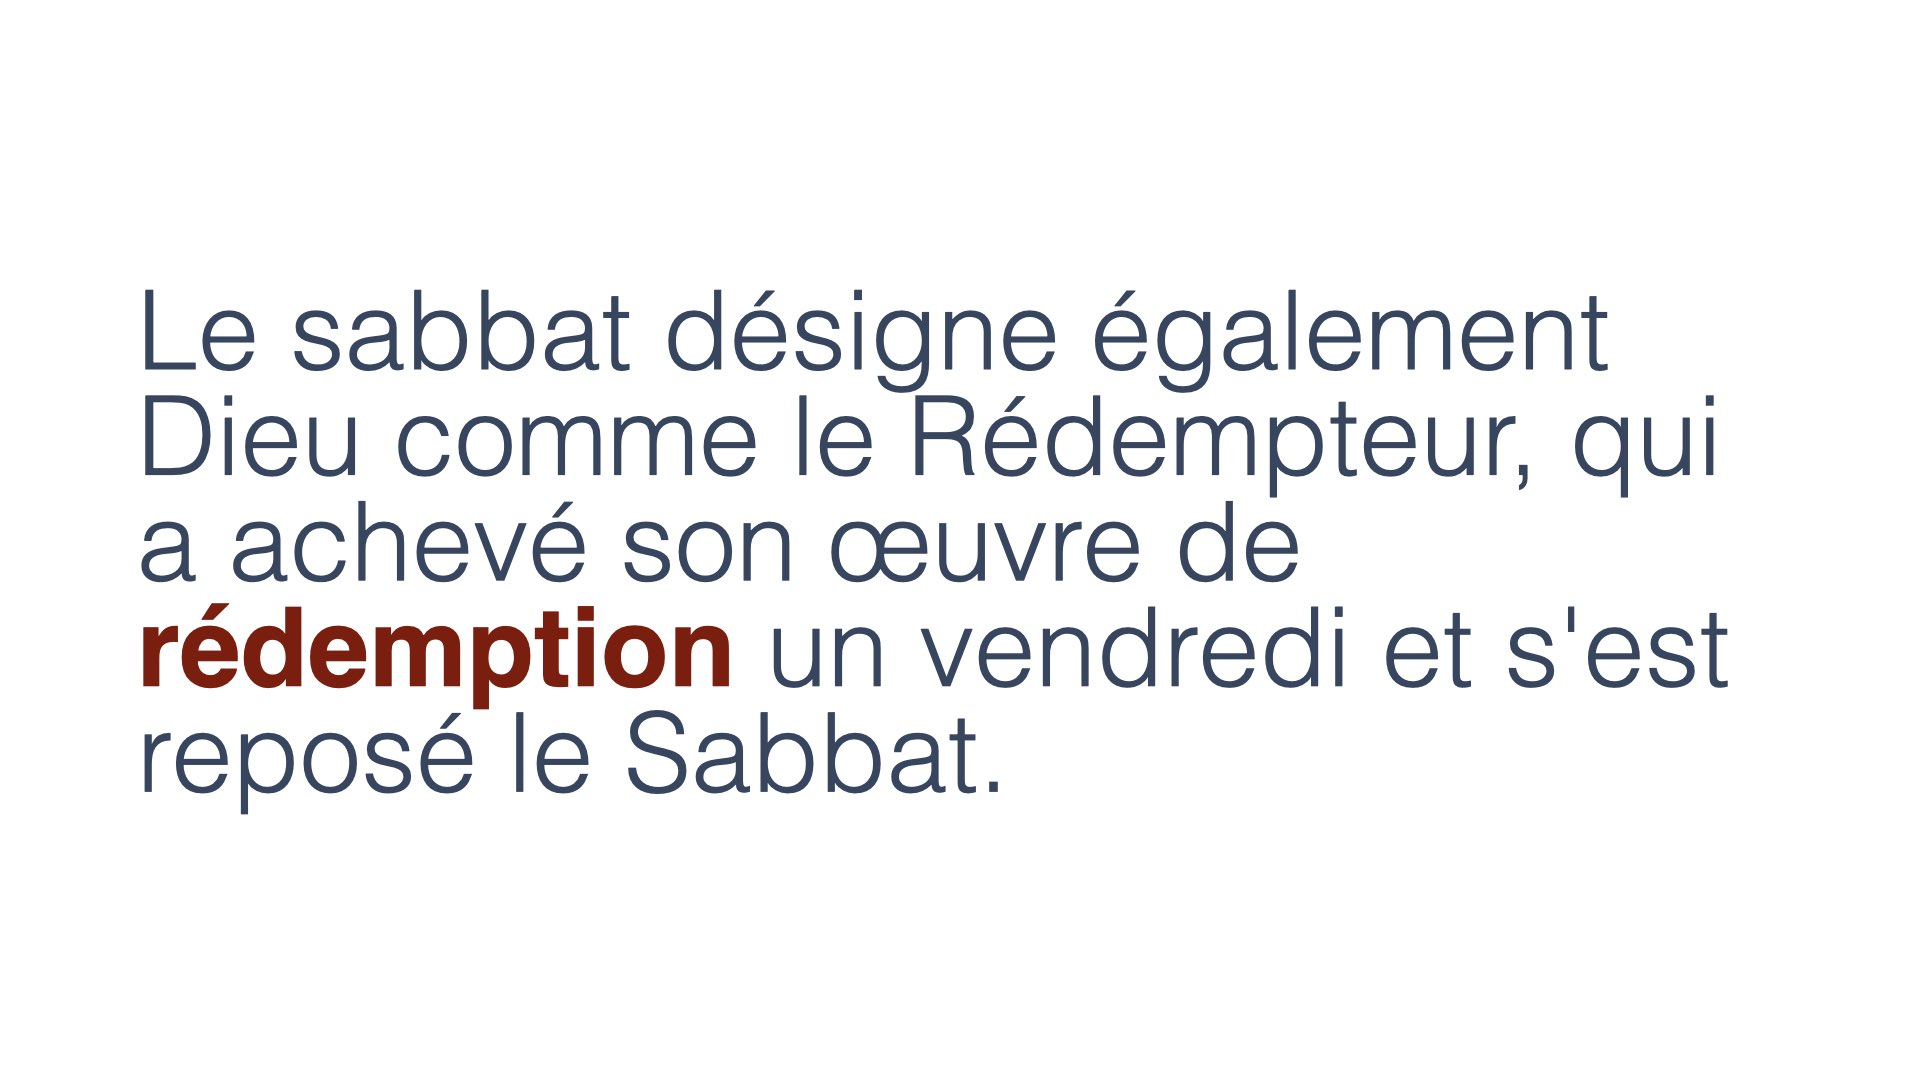 Le sabbat désigne également
Dieu comme le Rédempteur, qui
a achevé son œuvre de
rédemption un vendredi et s'est
reposé le Sabbat.